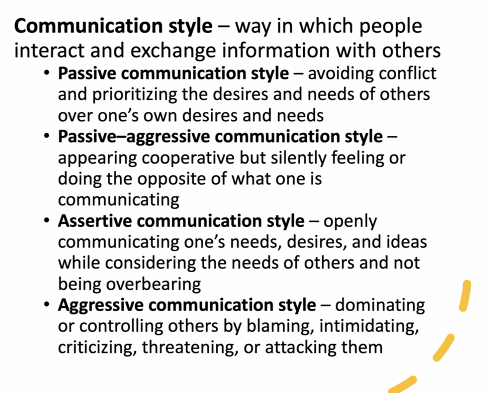 Communication style – way in which people
interact and exchange information with others
• Passive communication style – avoiding conflict
and prioritizing the desires and needs of others
over one's own desires and needs
• Passive–aggressive communication style –
appearing cooperative but silently feeling or
doing the opposite of what one is
communicating
• Assertive communication style – openly
communicating one's needs, desires, and ideas
while considering the needs of others and not
being overbearing
• Aggressive communication style – dominating
or controlling others by blaming, intimidating,
criticizing, threatening, or attacking them